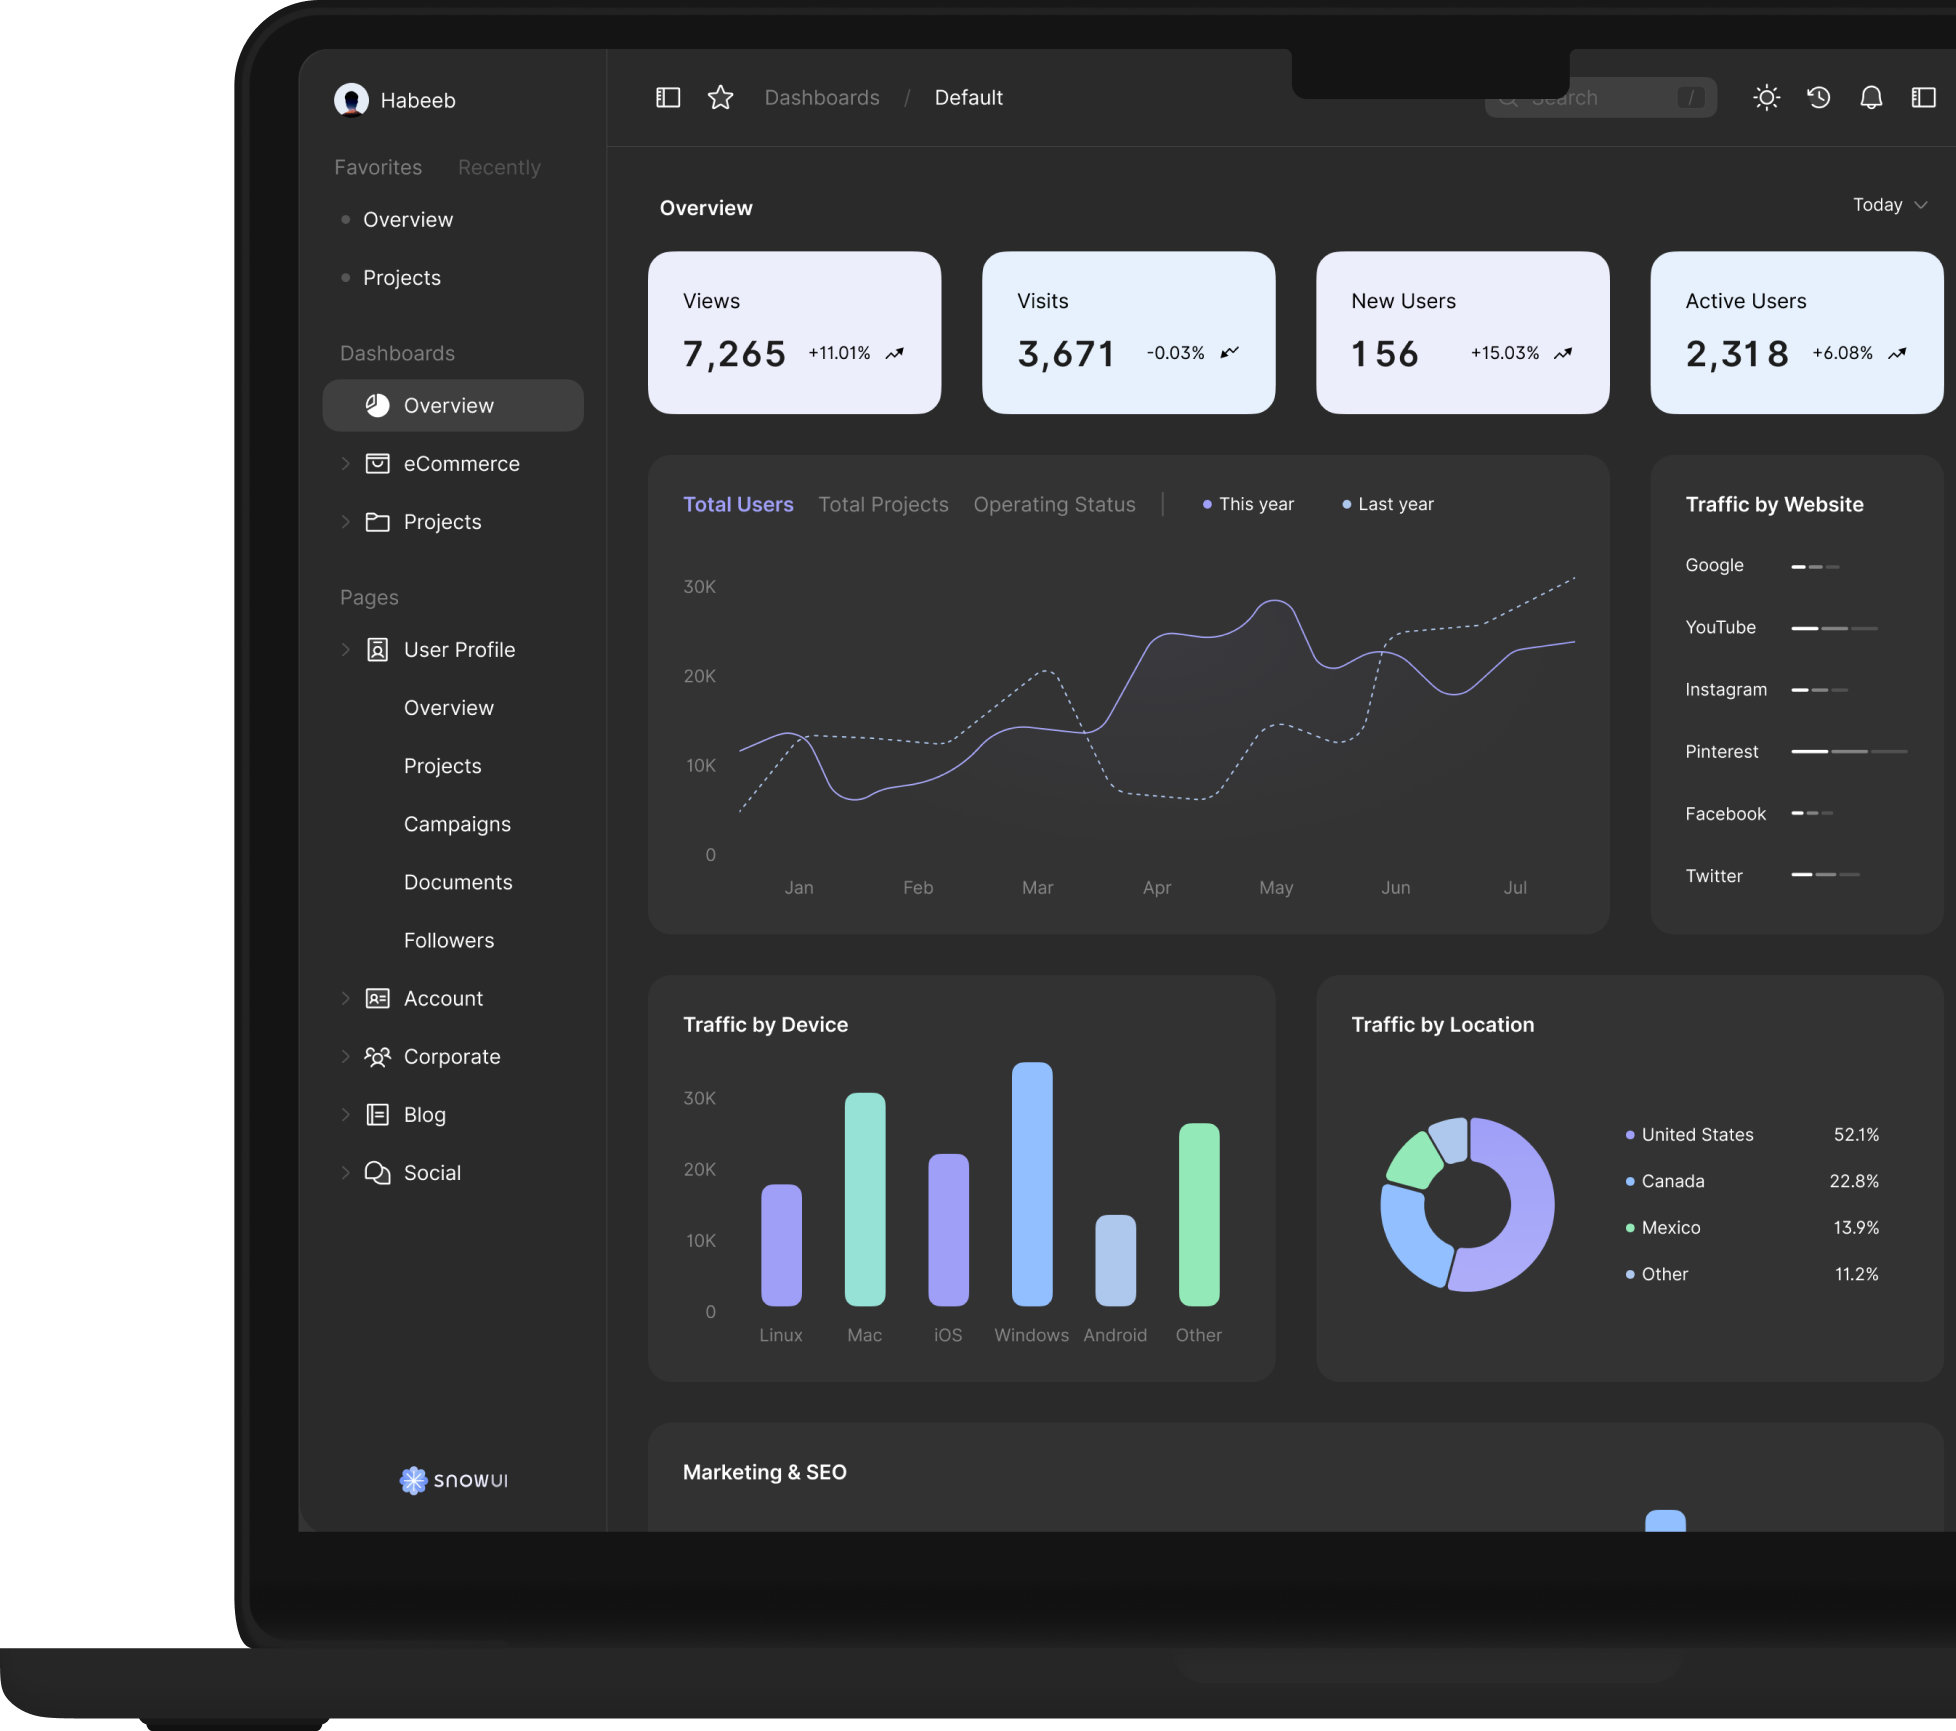 Habeeb
Favorites Recently
Overview
Projects
Dashboards
Overview
eCommerce
Projects
Pages
User Profile
Overview
Projects
Campaigns
Documents
Followers
Account
Corporate
Blog
Social
SNOWUI
Dashboards / Default
Search /
Overview
Today
Views
7,265 +11.01%
Visits
3,671 -0.03%
New Users
156 +15.03%
Active Users
2,318 +6.08%
Total Users Total Projects Operating Status This year Last year
30K
20K
10K
0
Jan Feb Mar Apr May Jun Jul
Traffic by Website
Google
YouTube
Instagram
Pinterest
Facebook
Twitter
Traffic by Device
30K
20K
10K
0
Linux Mac iOS Windows Android Other
Traffic by Location
United States 52.1%
Canada 22.8%
Mexico 13.9%
Other 11.2%
Marketing & SEO